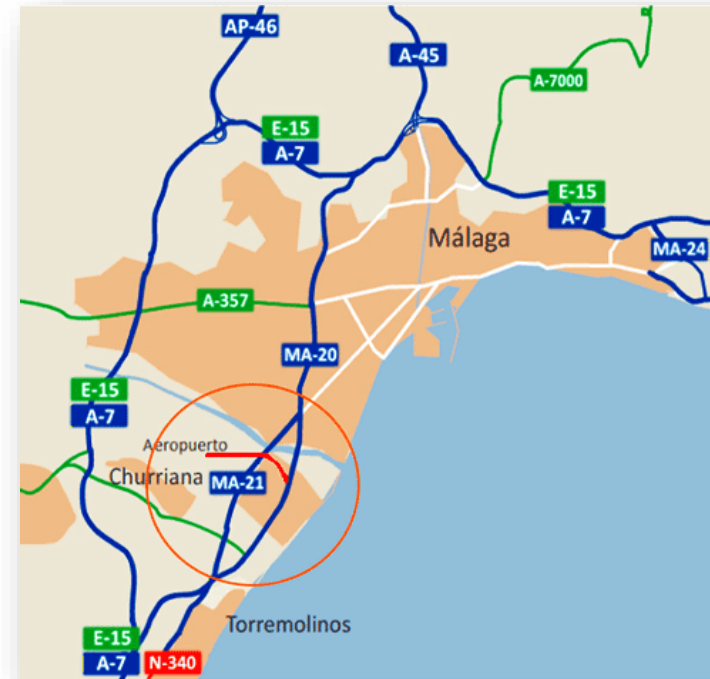 AP-46
A-45
A-7000
E-15
A-7
E-15
A-7
Málaga
MA-24
A-357
MA-20
E-15
A-7
Aeropuerto
Churriana
MA-21
Torremolinos
E-15
A-7
N-340